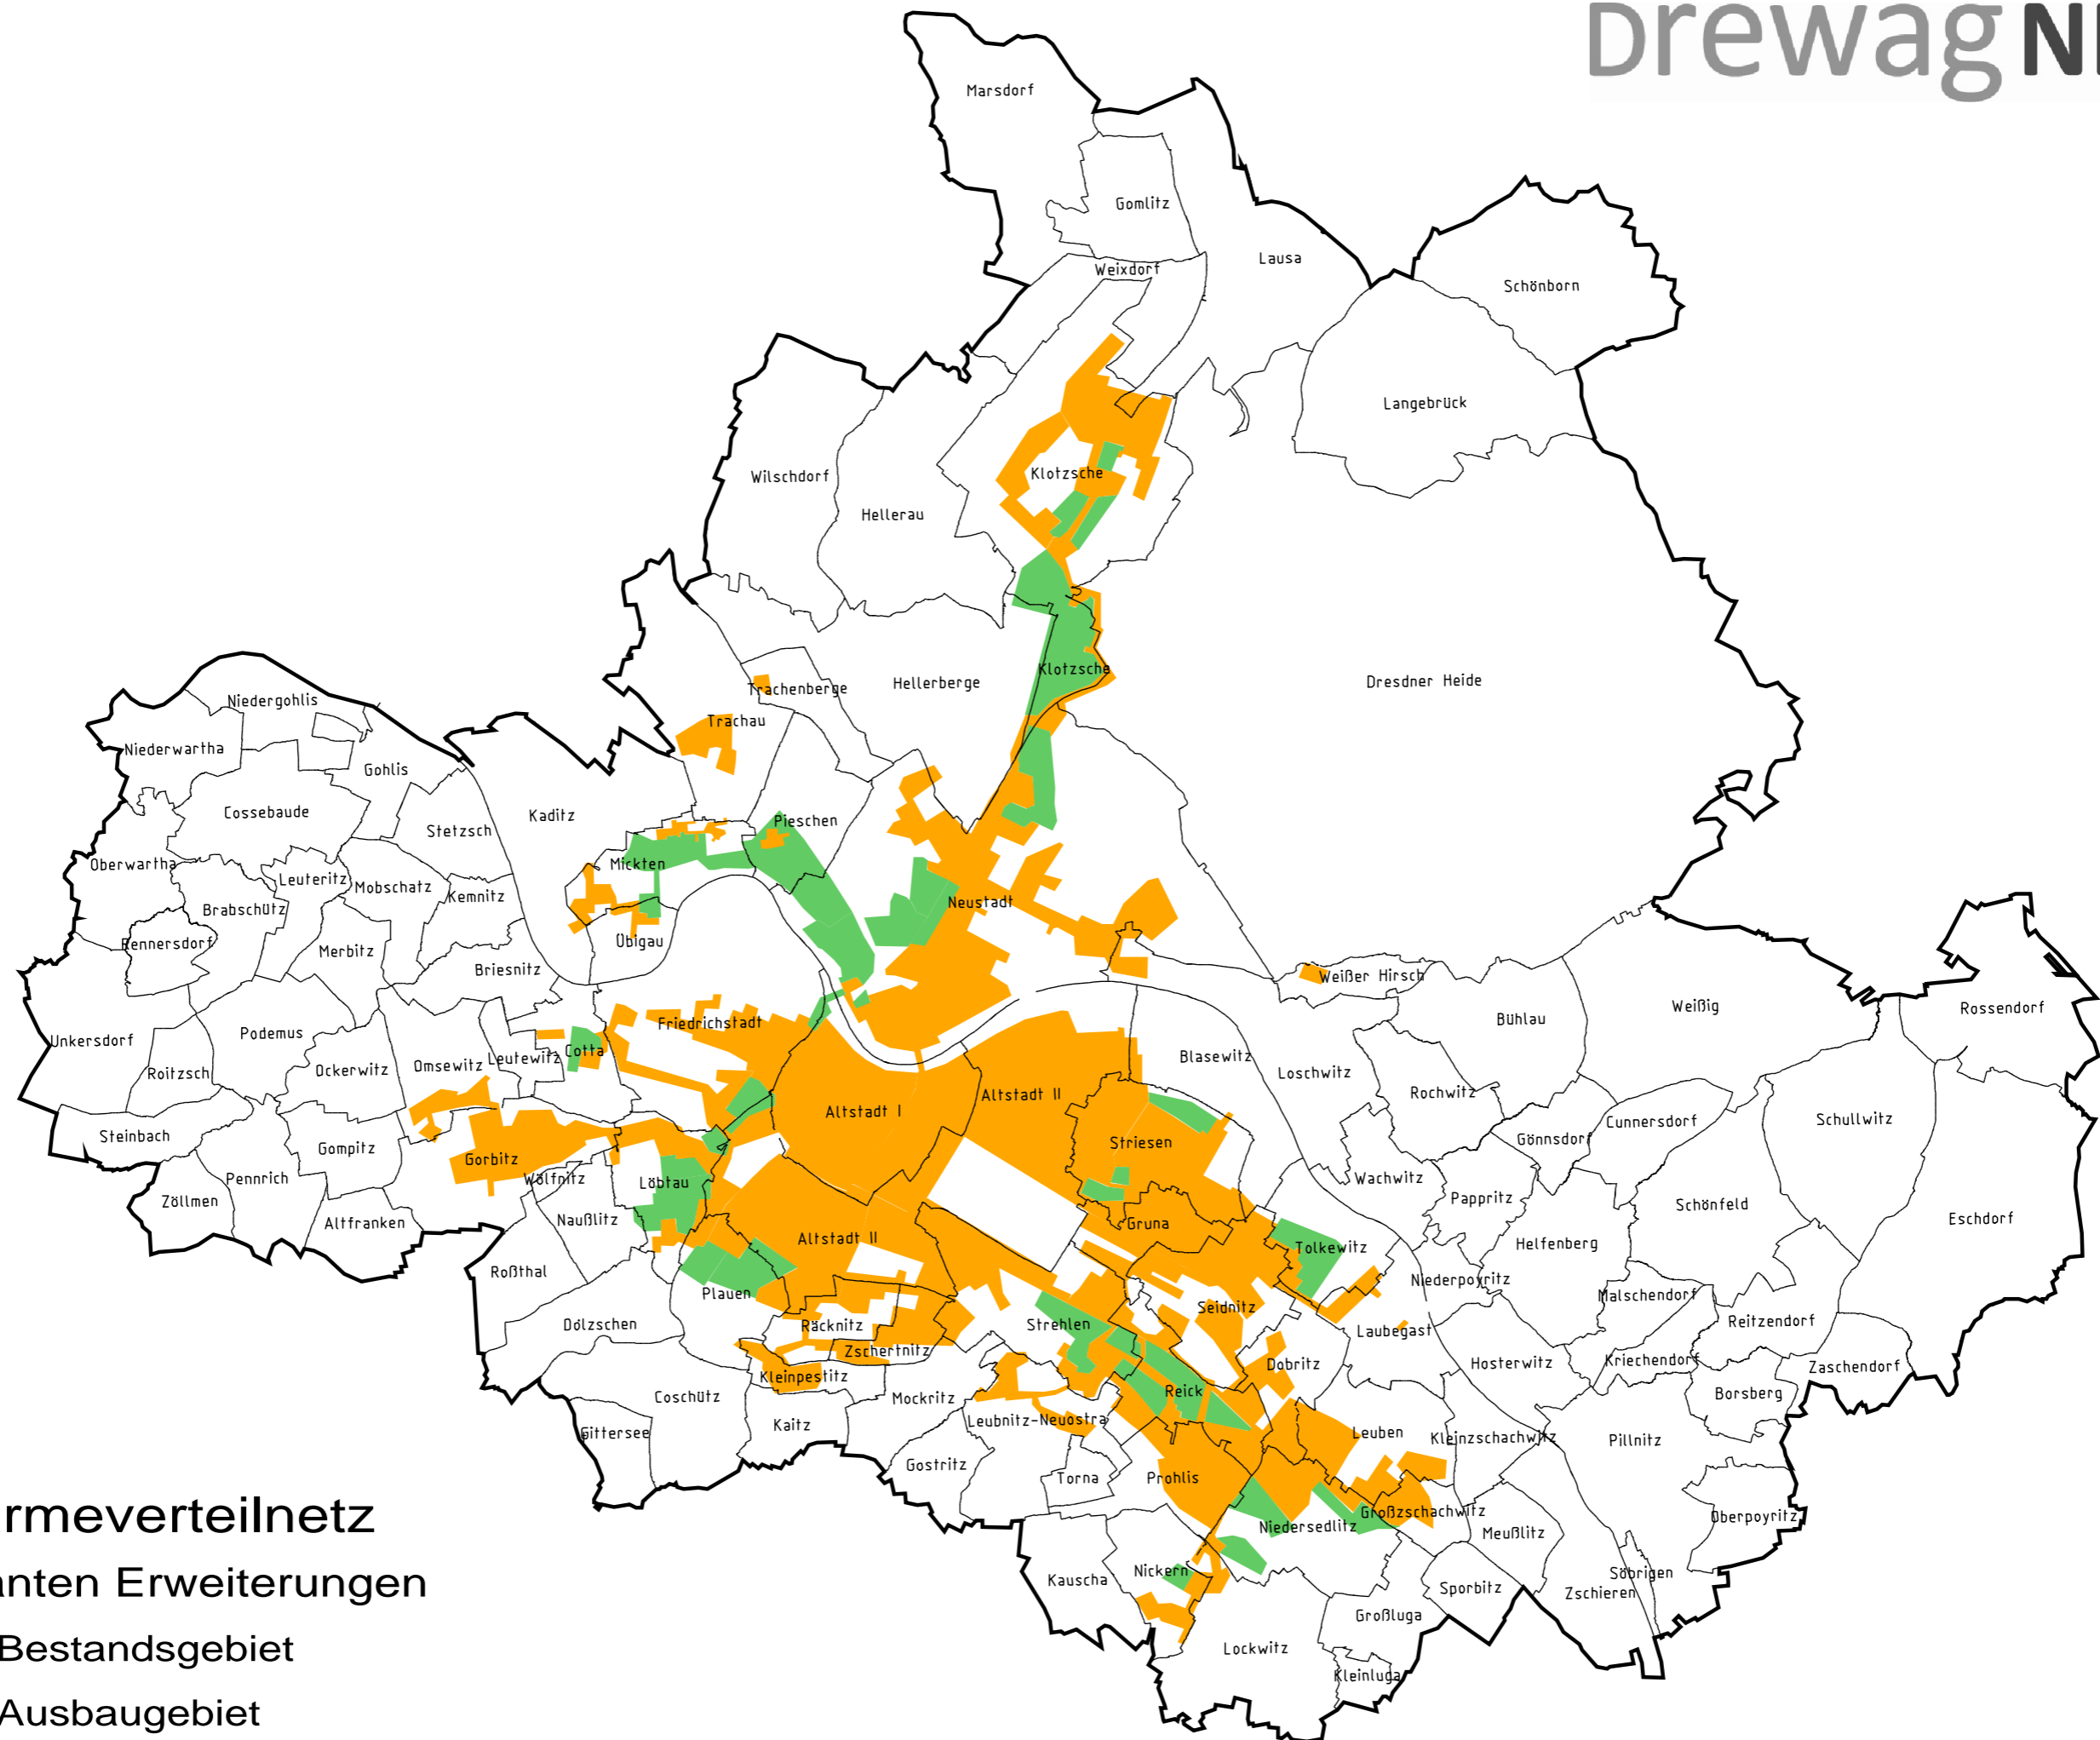 Drewag
Marsdorf
Gomlitz
Weixdorf
Lausa
Schönborn
Langebrück
Wilschdorf
Klotzsche
Hellerau
Klotzsche
Dresdner Heide
Hellerberge
Trachenberge
Trachau
Niedergohlis
Niederwartha
Gohlis
Cossebaude
Kaditz
Stetzsch
Pieschen
Oberwartha
Mickten
Leuteritz
Mobschatz
Kemnitz
Brabschütz
Neustadt
Rennersdorf
Merbitz
Übigau
Briesnitz
Weißer Hirsch
Weißig
Rossendorf
Bühlau
Friedrichstadt
Unkersdorf
Podemus
Cotta
Leutewitz
Omsewitz
Ockerwitz
Roitzsch
Blasewitz
Loschwitz
Rochwitz
Altstadt II
Altstadt I
Cunnersdorf
Schullwitz
Steinbach
Gompitz
Striesen
Gönnsdorf
Gorbitz
Pennrich
Wölfnitz
Löbtau
Wachwitz
Pappritz
Zöllmen
Altfranken
Naußlitz
Gruna
Schönfeld
Eschdorf
Altstadt II
Tolkewitz
Helfenberg
Roßthal
Niederpoyritz
Plauen
Malschendorf
Seidnitz
Dölzschen
Räcknitz
Strehlen
Laubegast
Reitzendorf
Zschertnitz
Dobritz
Hosterwitz
Kriechendorf
Zaschendorf
Kleinpestitz
Coschütz
Mockritz
Reick
Borsberg
Gittersee
Kaitz
Leubnitz-Neuostra
Leuben
Kleinzschachwitz
Pillnitz
Gostritz
Torna
Prohlis
Großzschachwitz
Oberpoyritz
Niedersedlitz
Meußlitz
Nickern
Kauscha
Söbrigen
Sporbitz
Zschieren
Großluga
Lockwitz
Kleinluga
rmeverteilnetz
nten Erweiterungen
Bestandsgebiet
Ausbaugebiet